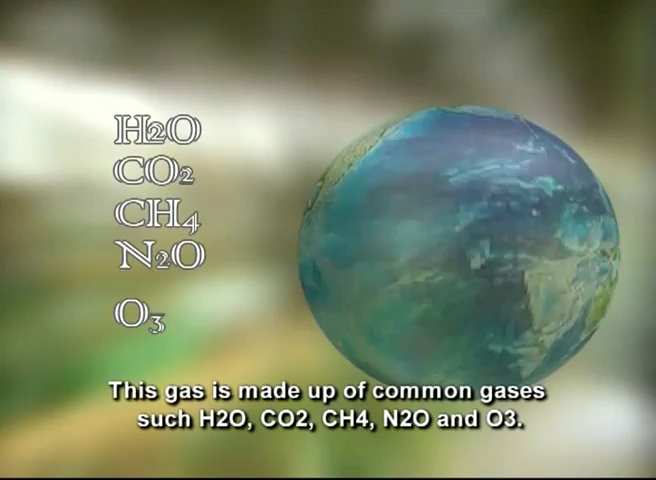 H2O
CO2
CH4
N2O
O3
This gas is made up of common gases
such H2O, CO2, CH4, N2O and O3.